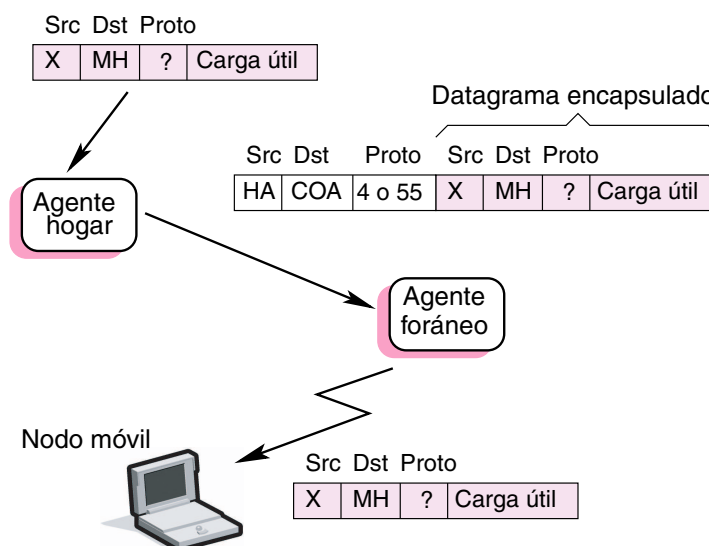 Src Dst Proto
X MH ? Carga útil
Datagrama encapsulado
Src Dst Proto Src Dst Proto
HA COA 4 o 55 X MH ? Carga útil
Agente
hogar
Agente
foráneo
Nodo móvil
Src Dst Proto
X MH ? Carga útil